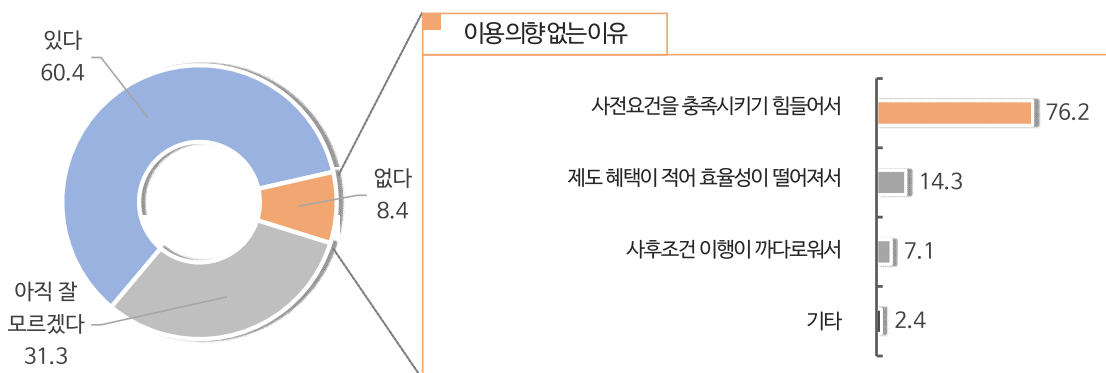 있다
60.4
없다
8.4
아직 잘
모르겠다
31.3
이용의향 없는 이유
사전요건을 충족시키기 힘들어서
76.2
제도 혜택이 적어 효율성이 떨어져서
14.3
사후조건 이행이 까다로워서
7.1
기타
2.4